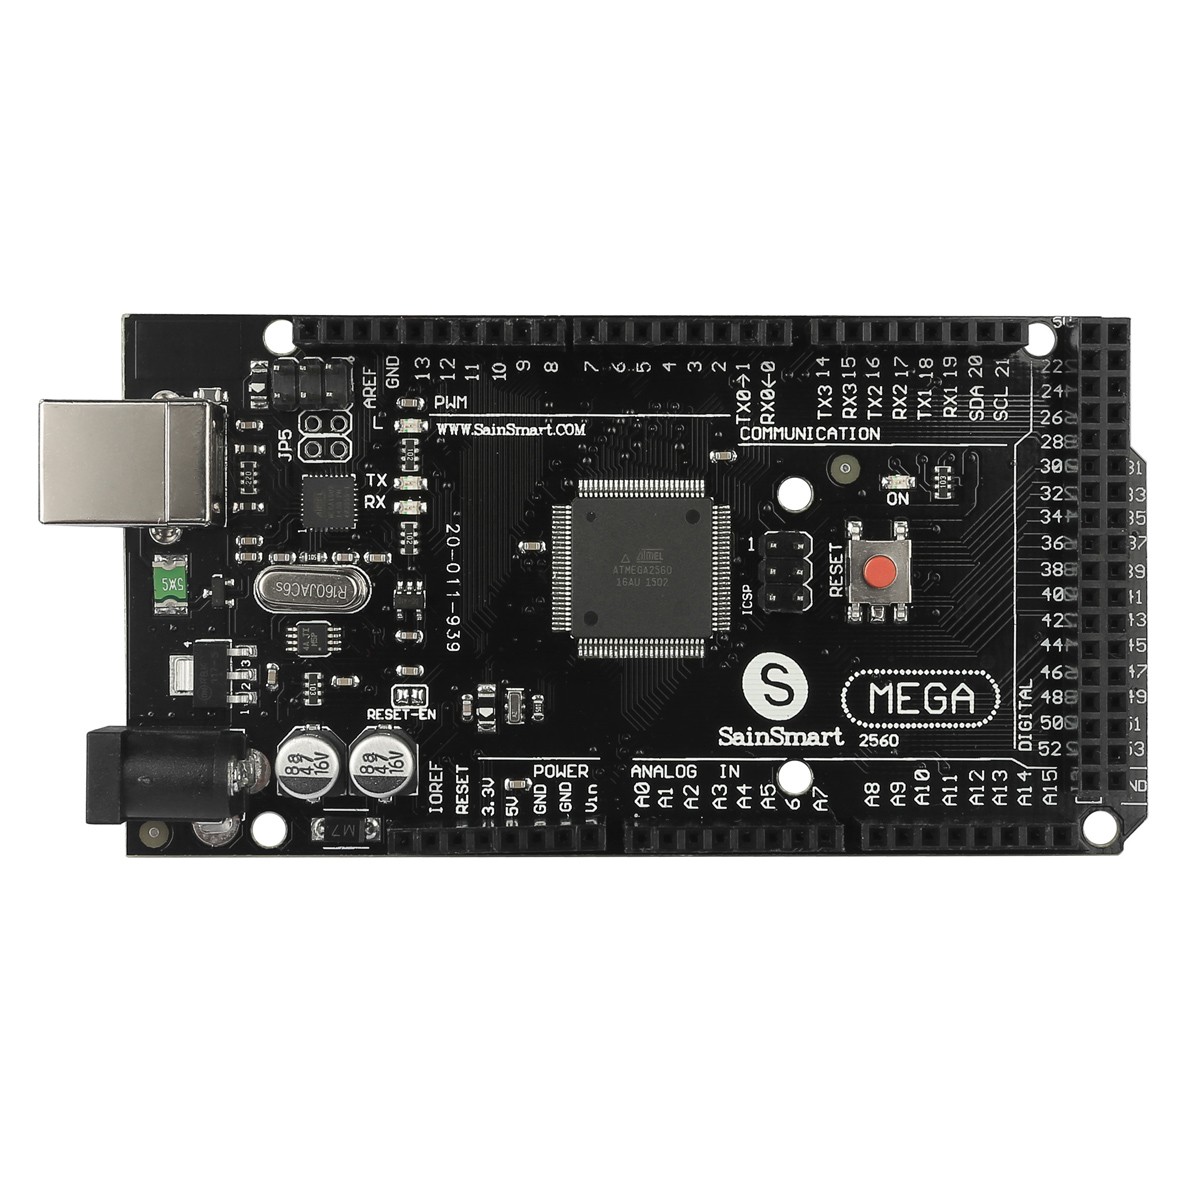 AREF
GND
13
12
11
10
9
8
7
6
5
4
3
2
TX0→1
RX0←0
TX3 14
RX3 15
TX2 16
RX2 17
TX1 18
RX1 19
SDA 20
SCL 21
PWM
L
WWW.SainSmart.COM
COMMUNICATION
JP5
TX
RX
20-011-939
ON
RESET
1
ICSP
ATMEL
ATMEGA2560
16AU 1502
R160JAC6s
RESET-EN
S
SainSmart
MEGA
2560
DIGITAL
22
24
26
28
30
32
34
36
38
40
42
44
46
48
50
52
POWER
IOREF
RESET
3.3V
5V
GND
GND
Vin
ANALOG IN
A0
A1
A2
A3
A4
A5
6
A7
A8
A9
A10
A11
A12
A13
A14
A15
47
16V
47
16V
M7